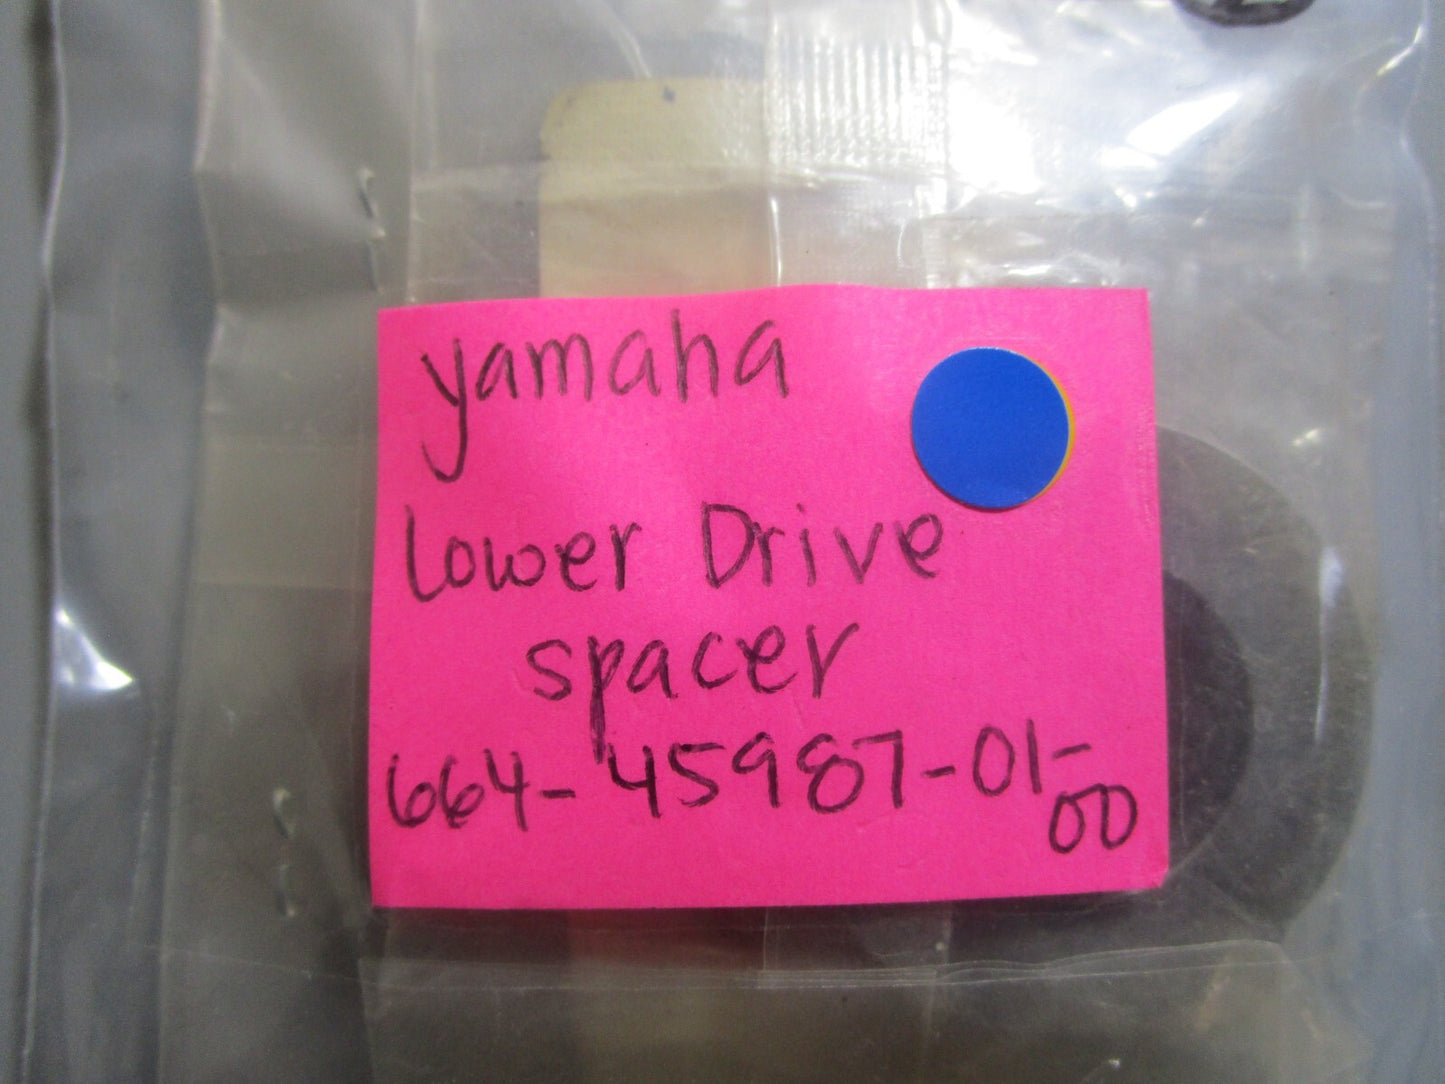 yamaha
Lower Drive
spacer
664-45987-01-
00